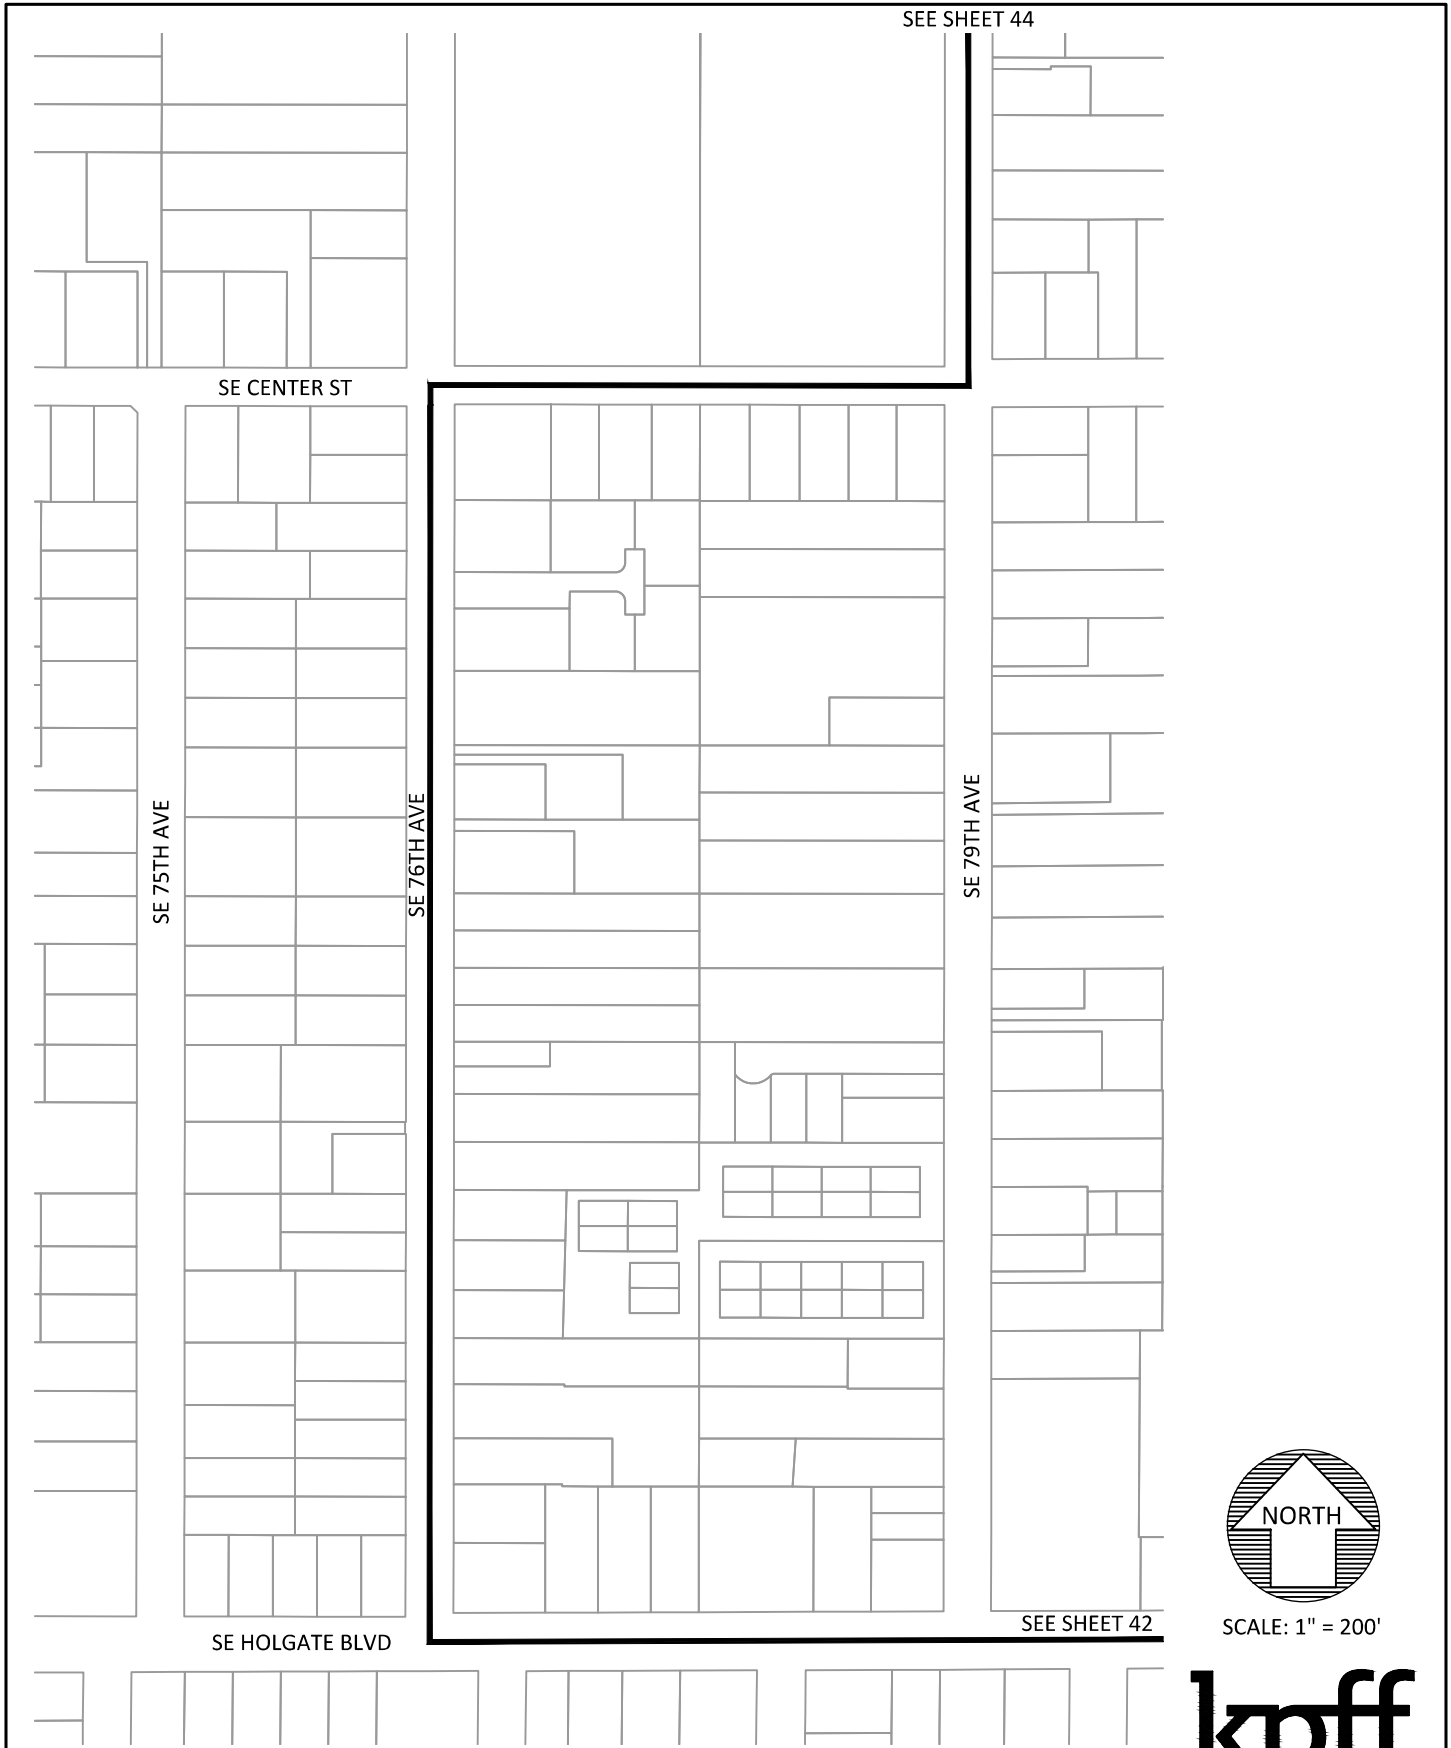 SEE SHEET 44
SE CENTER ST
SE 75TH AVE
SE 76TH AVE
SE 79TH AVE
NORTH
SEE SHEET 42
SCALE: 1" = 200'
SE HOLGATE BLVD
kpff